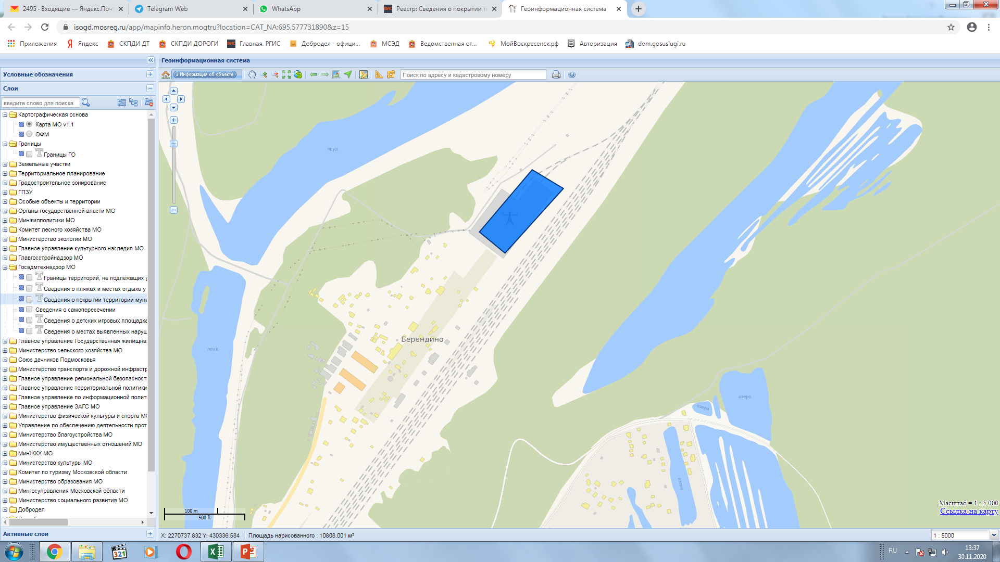 2495 · Входящие — Яндекс.Поч
Telegram Web
WhatsApp
Реестр: Сведения о покрытии т
Геоинформационная система
isogd.mosreg.ru/app/mapinfo.heron.mogtru?location=CAT_NA:695,577731890&z=15
Приложения
Яндекс
СКПДИ ДТ
СКПДИ ДОРОГИ
Главная. РГИС
Добродел - офици...
МСЭД
Ведомственная от...
МойВоскресенск.рф
Авторизация
dom.gosuslugi.ru
Геоинформационная система
Условные обозначения
Слои
введите слово для поиска
Информация об объекте
Поиск по адресу и кадастровому номеру
Картографическая основа
Карта МО v1.1
ОФМ
Границы
Границы ГО
Земельные участки
Территориальное планирование
Градостроительное зонирование
ГПЗУ
Особые объекты и территории
Органы государственной власти МО
Минжилполитики МО
Комитет лесного хозяйства МО
Министерство экологии МО
Главное управление культурного наследия МО
Главгосстройнадзор МО
Госадмтехнадзор МО
Границы территорий, не подлежащих у
Сведения о пляжах и местах отдыха у
Сведения о покрытии территории муни
Сведения о самопересечении
Сведения о детских игровых площадка
Сведения о местах выявленных наруш
Главное управление Государственная жилищна
Министерство сельского хозяйства МО
Союз дачников Подмосковья
Министерство транспорта и дорожной инфрастр
Главное управление региональной безопасност
Главное управление территориальной политики
Главное управление по информационной полит
Главное управление ЗАГС МО
Министерство физической культуры и спорта МО
Управление по обеспечению деятельности прот
Министерство благоустройства МО
Министерство имущественных отношений МО
МинЖКХ МО
Министерство культуры МО
Комитет по туризму Московской области
Министерство образования МО
Мингосуправления Московской области
Министерство социального развития МО
Добродел
Активные слои
пруд
пруд
Берендино
озеро
озеро
озеро
100 m
500 ft
Масштаб = 1 : 5 000
Ссылка на карту
X: 2270737.832 Y: 430336.584
Площадь нарисованного : 10808.001 м²
1 : 5000
321
RU
13:37
30.11.2020